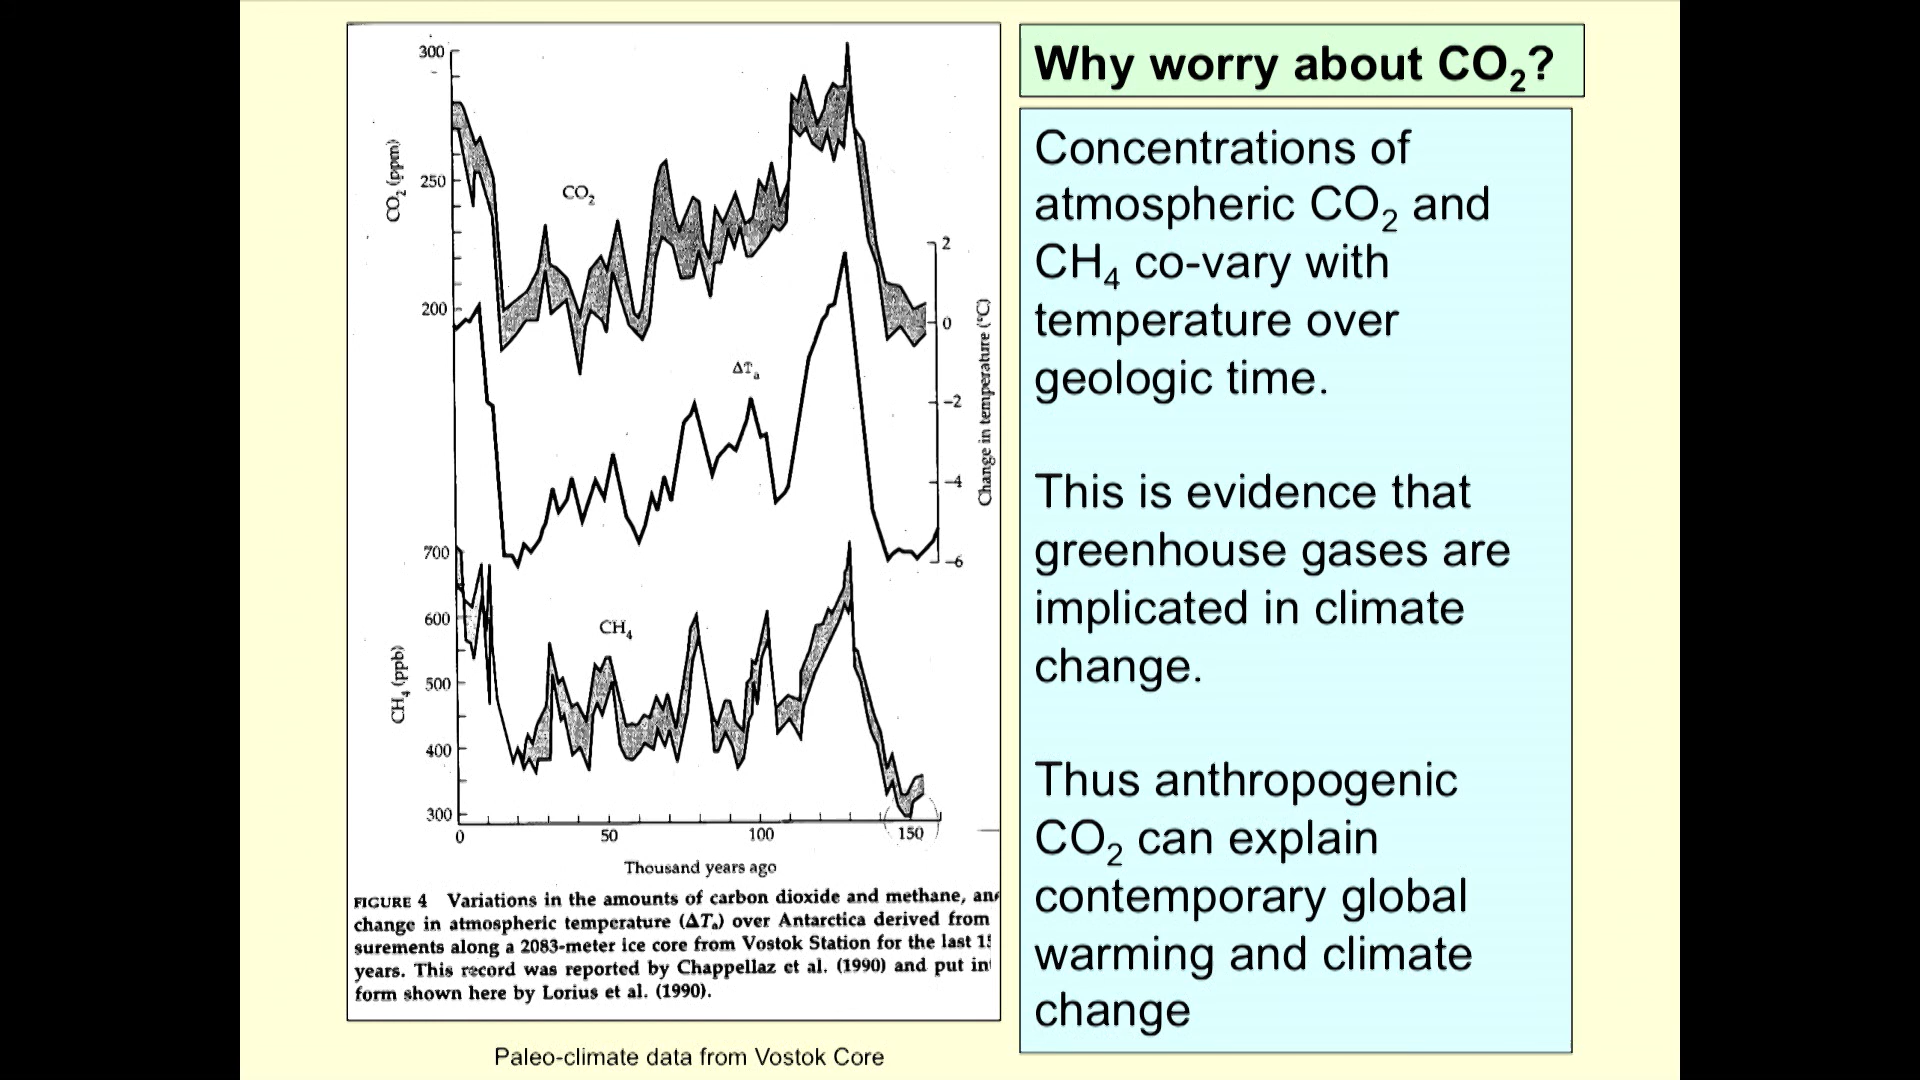 Why worry about CO₂?
Concentrations of
atmospheric CO₂ and
CH₄ co-vary with
temperature over
geologic time.
This is evidence that
greenhouse gases are
implicated in climate
change.
Thus anthropogenic
CO₂ can explain
contemporary global
warming and climate
change
300
250
200
CO₂ (ppm)
CO₂
2
0
−2
−4
−6
Change in temperature (°C)
ΔTₐ
700
600
500
400
300
CH₄ (ppb)
CH₄
0 50 100 150
Thousand years ago
FIGURE 4 Variations in the amounts of carbon dioxide and methane,
change in atmospheric temperature (ΔTₐ) over Antarctica derived from
surements along a 2083-meter ice core from Vostok Station for the last
years. This record was reported by Chappellaz et al. (1990) and put in
form shown here by Lorius et al. (1990).
Paleo-climate data from Vostok Core